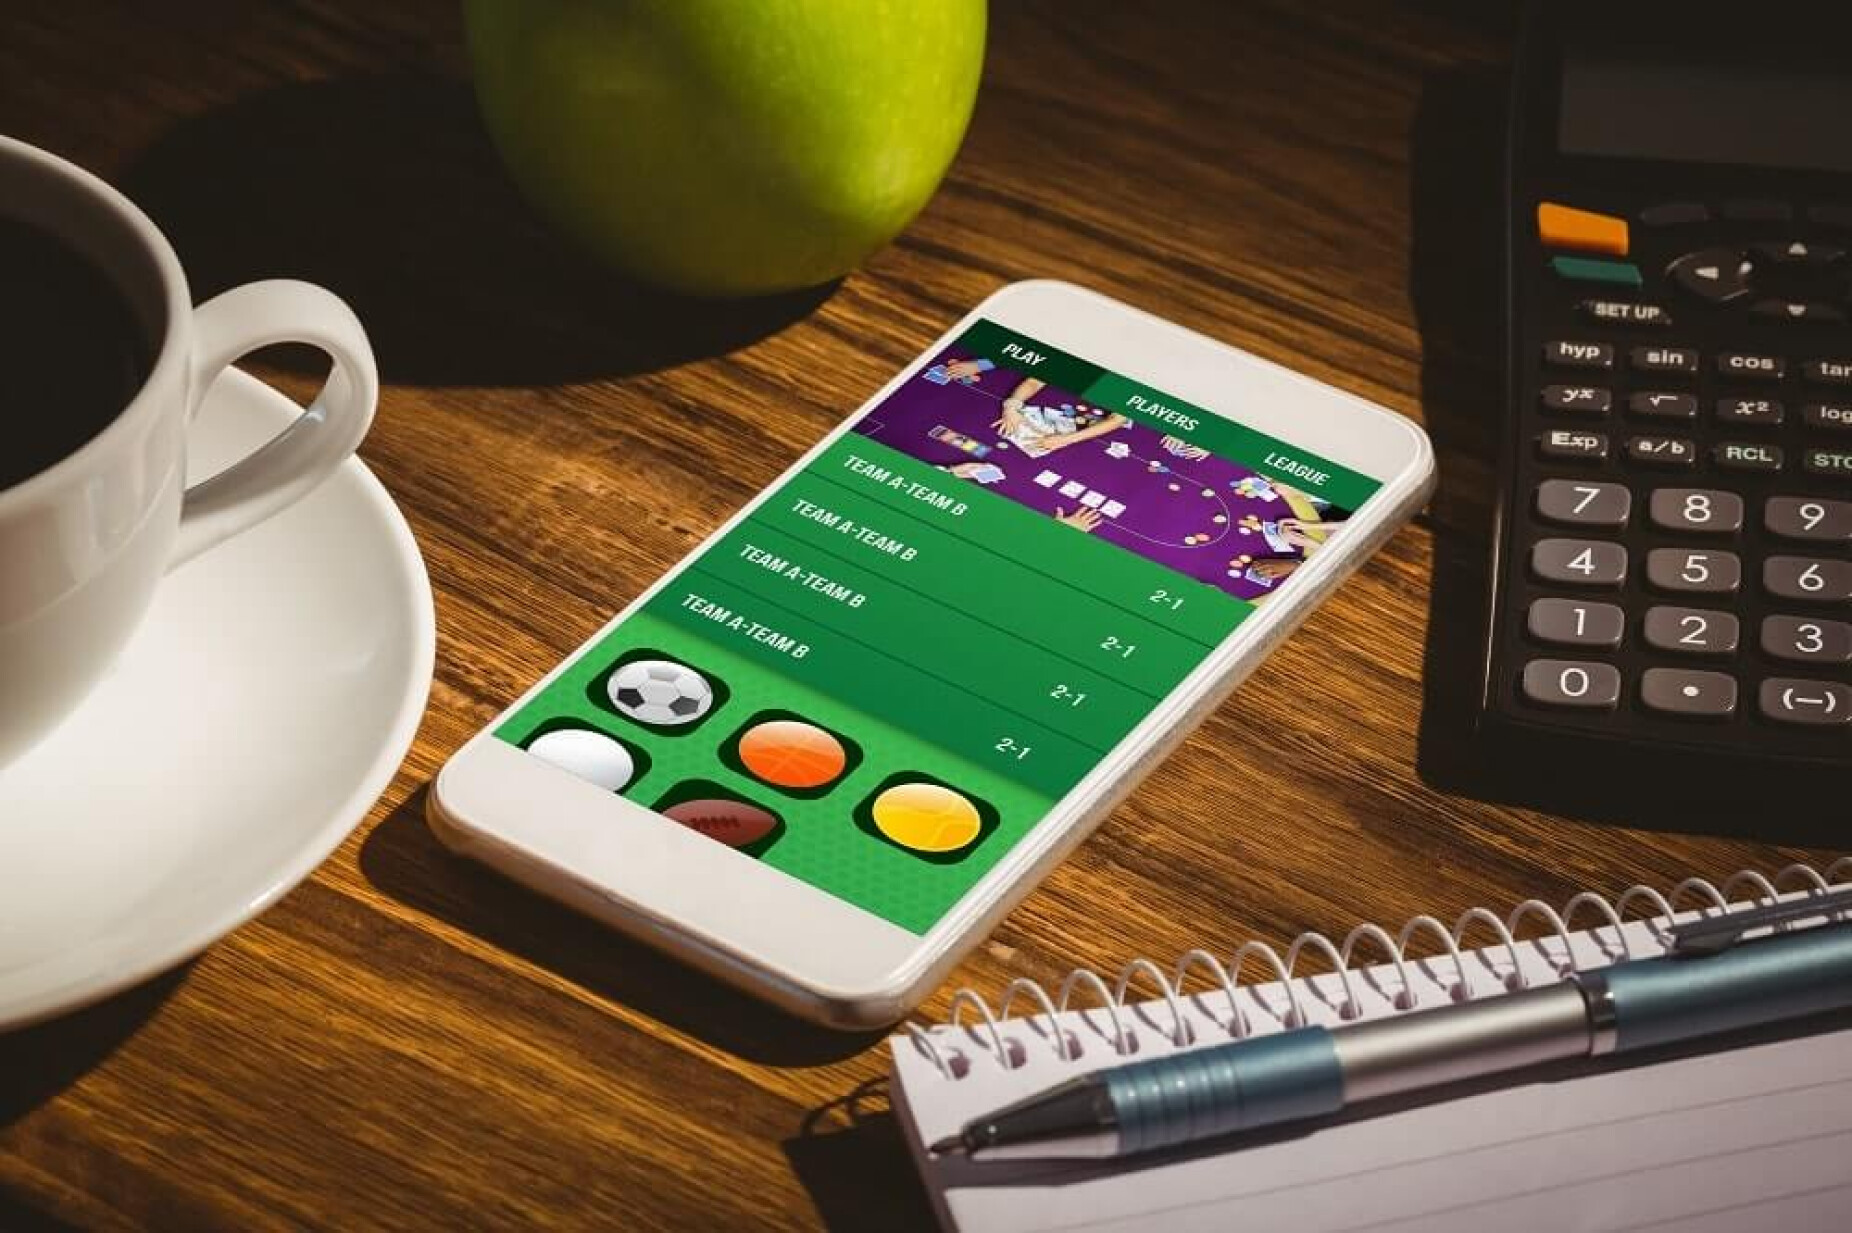 PLAY
PLAYERS
LEAGUE
TEAM A-TEAM B
2-1
TEAM A-TEAM B
2-1
TEAM A-TEAM B
2-1
TEAM A-TEAM B
2-1
SET UP
hyp sin cos tan
yx √ x² log
Exp a/b RCL STO
7 8 9
4 5 6
1 2 3
0 • (—)